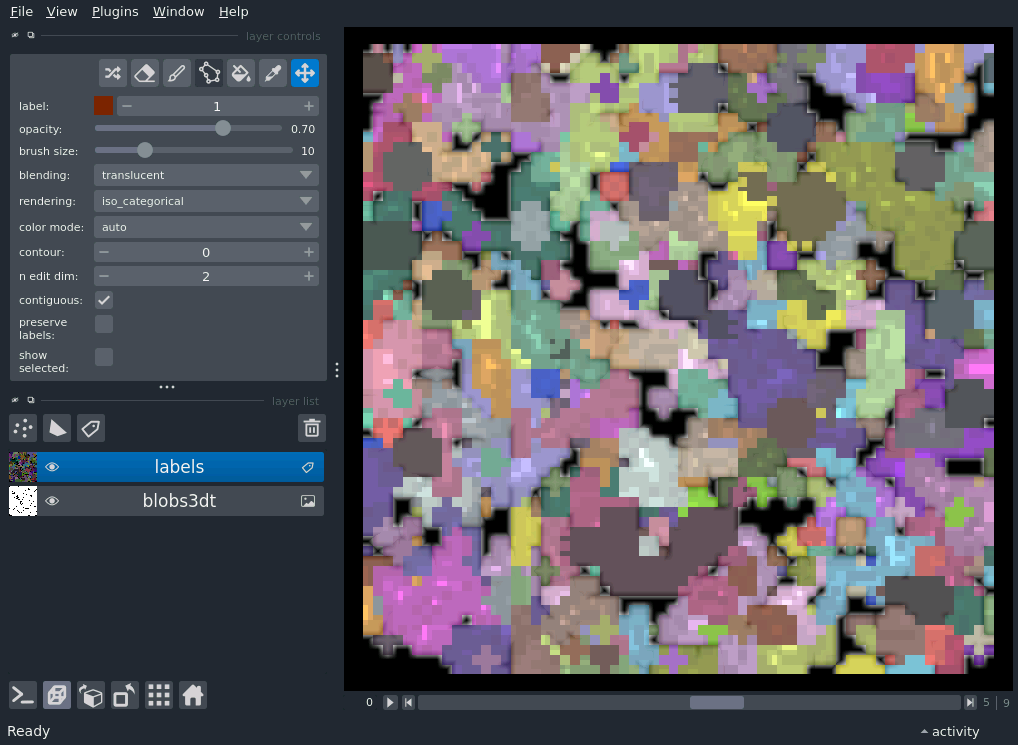 File View Plugins Window Help
layer controls
label: 1
opacity: 0.70
brush size: 10
blending: translucent
rendering: iso_categorical
color mode: auto
contour: 0
n edit dim: 2
contiguous:
preserve
labels:
show
selected:
layer list
labels
blobs3dt
0 5 9
Ready activity